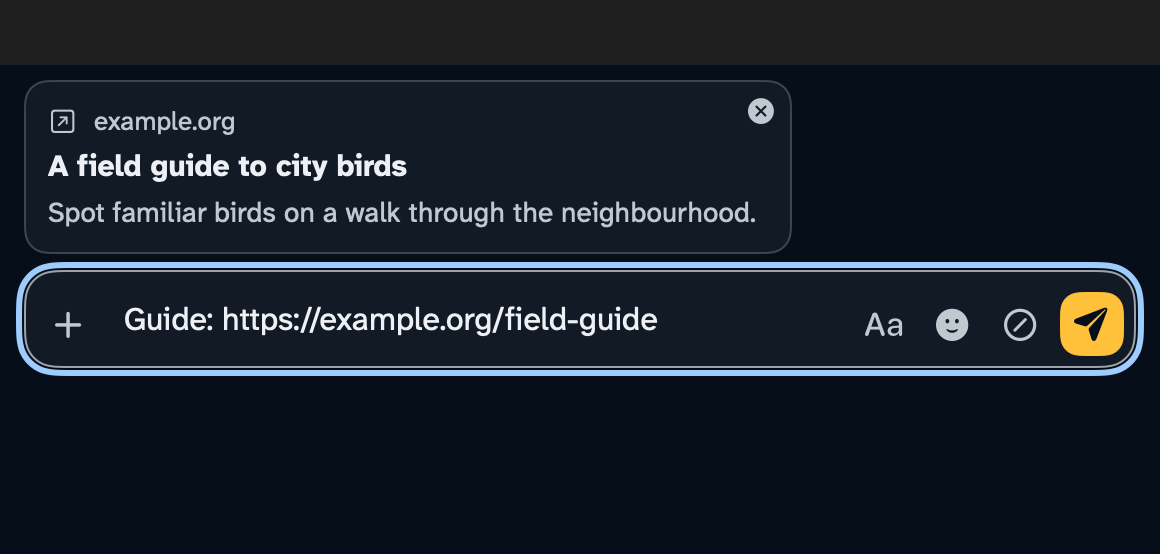 example.org
A field guide to city birds
Spot familiar birds on a walk through the neighbourhood.
Guide: https://example.org/field-guide
Aa